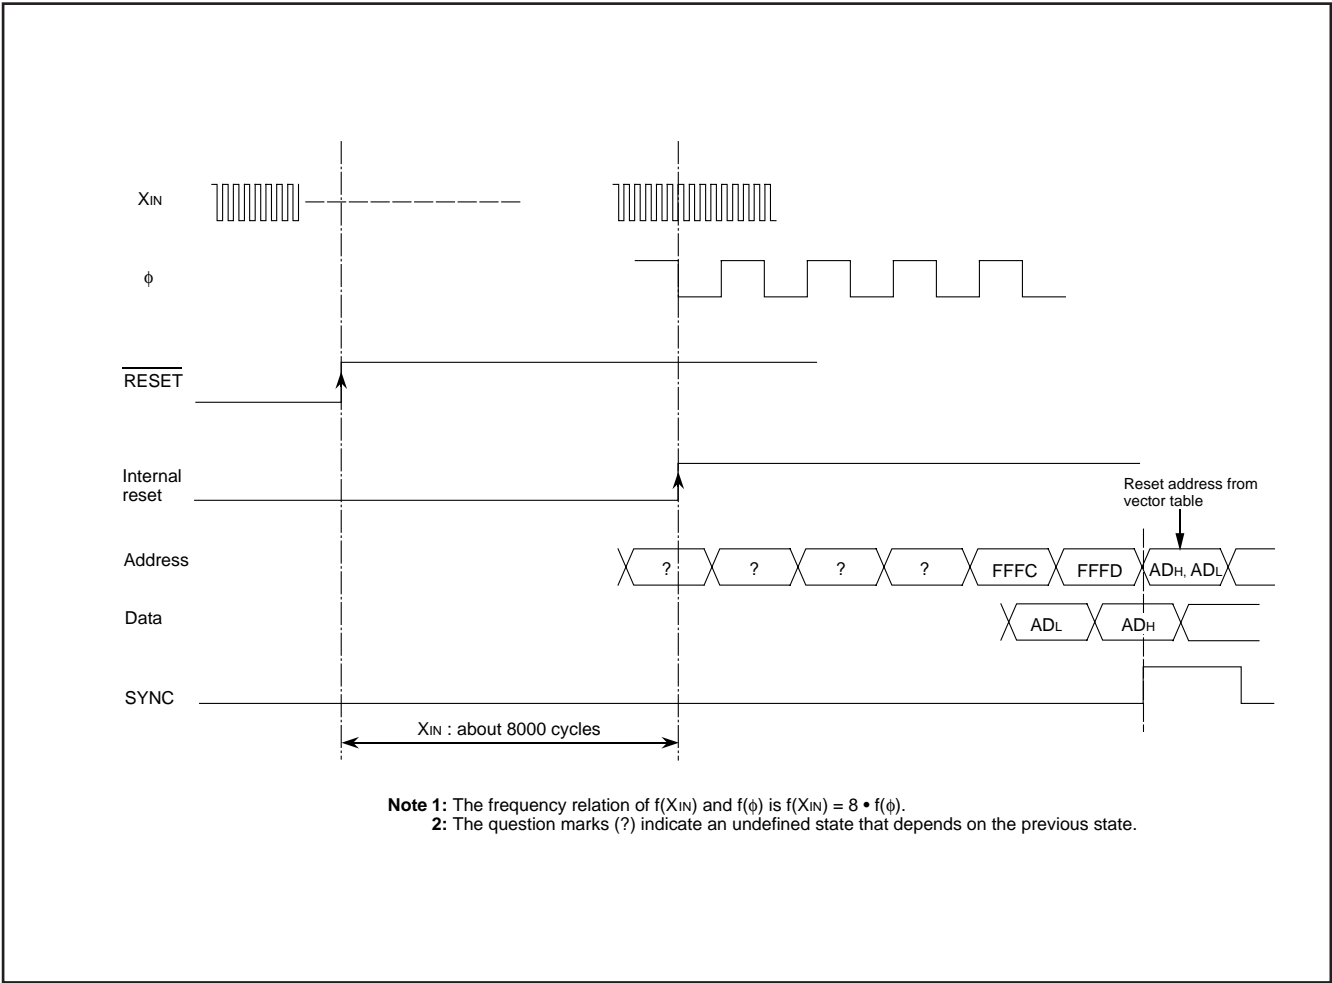 XIN
ϕ
RESET
Internal
reset
Reset address from
vector table
Address
? ? ? ? FFFC FFFD ADH, ADL
Data
ADL ADH
SYNC
XIN : about 8000 cycles
Note 1: The frequency relation of f(XIN) and f(ϕ) is f(XIN) = 8 • f(ϕ).
2: The question marks (?) indicate an undefined state that depends on the previous state.